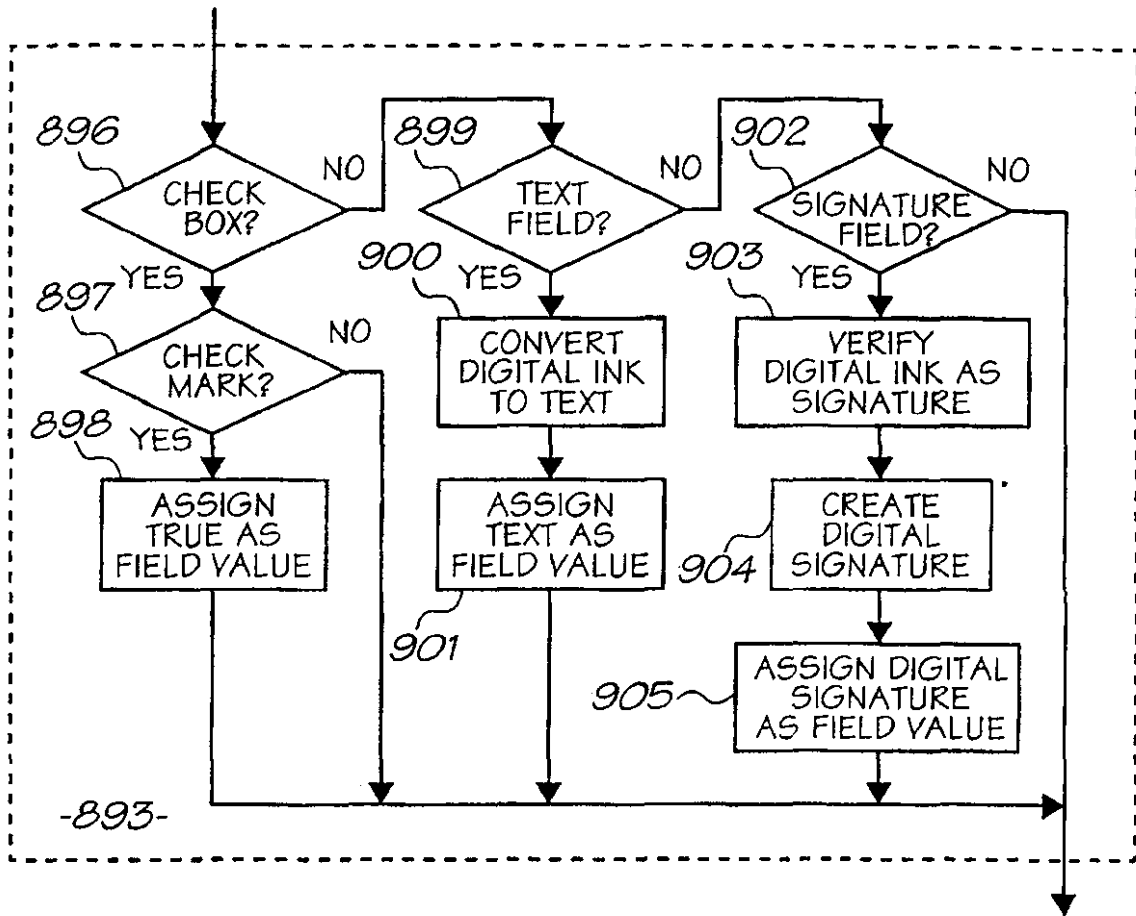 896
CHECK
BOX?
NO
YES
897
CHECK
MARK?
NO
YES
898
ASSIGN
TRUE AS
FIELD VALUE
899
TEXT
FIELD?
NO
YES
900
CONVERT
DIGITAL INK
TO TEXT
ASSIGN
TEXT AS
FIELD VALUE
901
902
SIGNATURE
FIELD?
NO
YES
903
VERIFY
DIGITAL INK AS
SIGNATURE
CREATE
DIGITAL
SIGNATURE
904
ASSIGN DIGITAL
SIGNATURE
AS FIELD VALUE
905
-893-